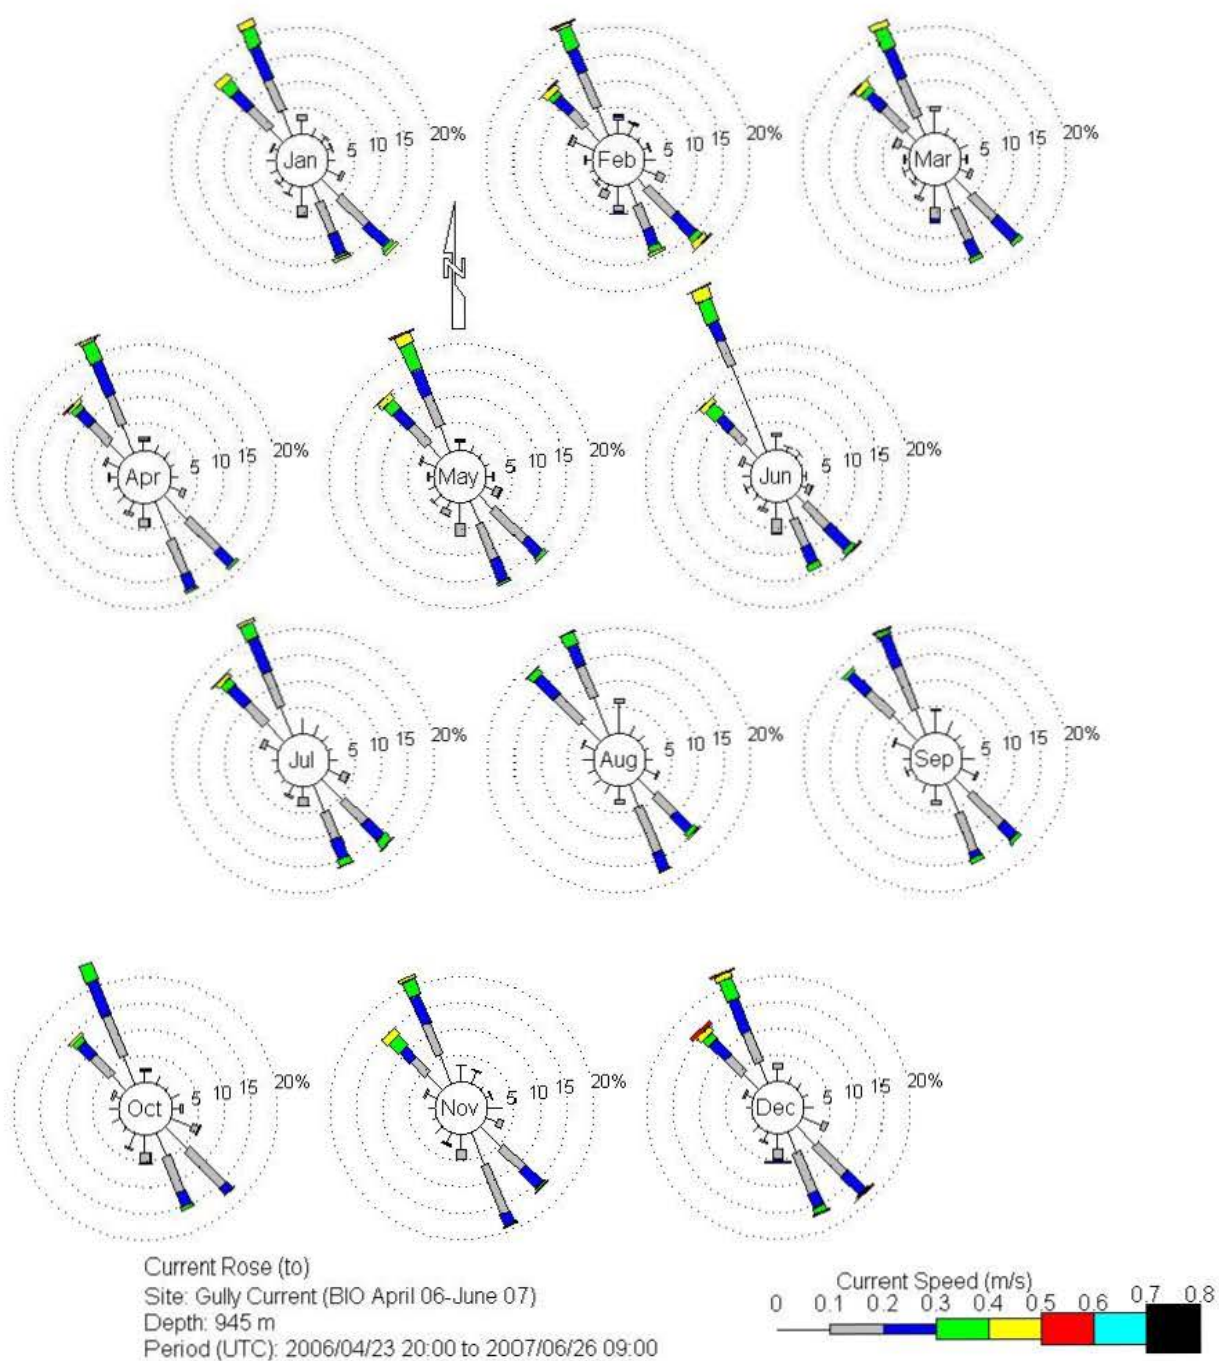 Jan 5 10 15 20%
Feb 5 10 15 20%
Mar 5 10 15 20%
N
Apr 5 10 15 20%
May 5 10 15 20%
Jun 5 10 15 20%
Jul 5 10 15 20%
Aug 5 10 15 20%
Sep 5 10 15 20%
Oct 5 10 15 20%
Nov 5 10 15 20%
Dec 5 10 15 20%
Current Rose (to)
Site: Gully Current (BIO April 06-June 07)
Depth: 945 m
Period (UTC): 2006/04/23 20:00 to 2007/06/26 09:00
Current Speed (m/s)
0 0.1 0.2 0.3 0.4 0.5 0.6 0.7 0.8